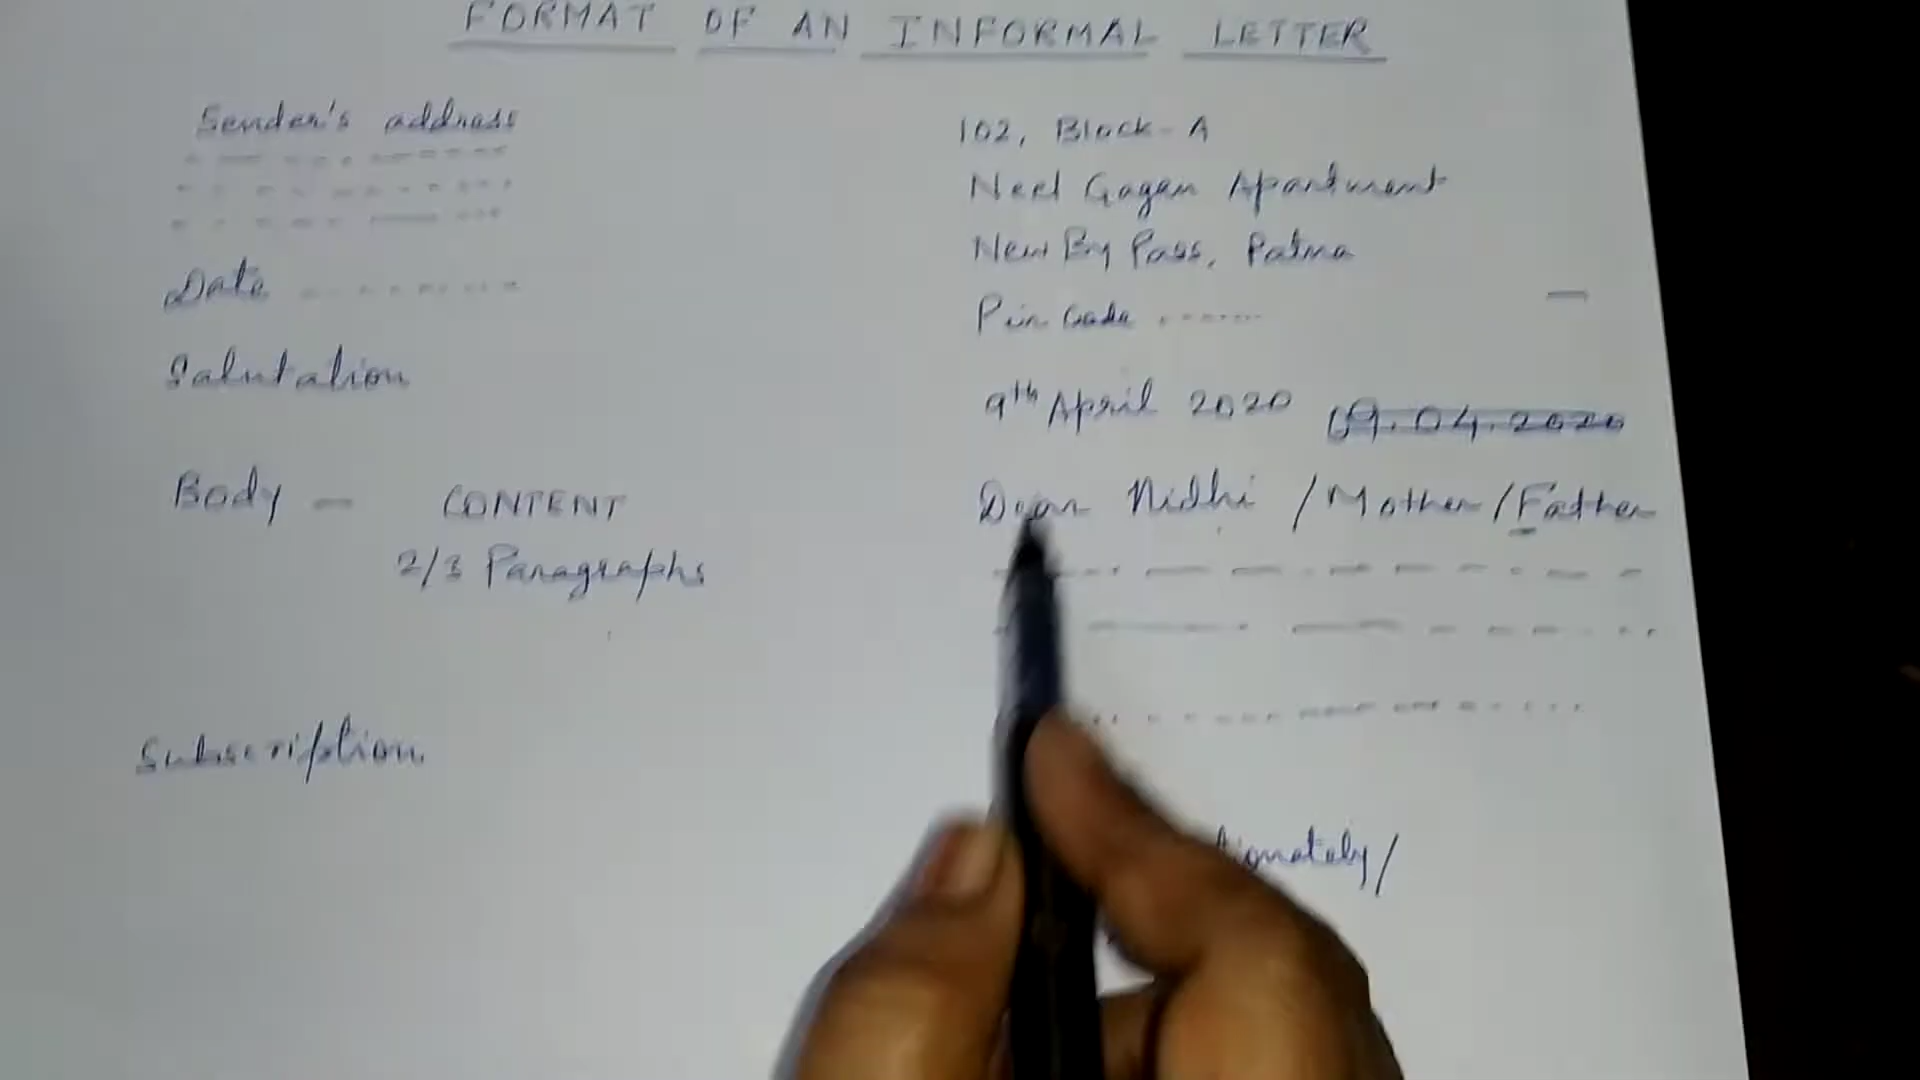 FORMAT OF AN INFORMAL LETTER
Sender's address
Date
Salutation
Body - CONTENT
2/3 Paragraphs
Subscription
102, Block-A
Neel Gagan Apartment
New By Pass, Patna
Pin Code
9th April 2020 09.04.2020
Dear Nidhi /Mother/Father